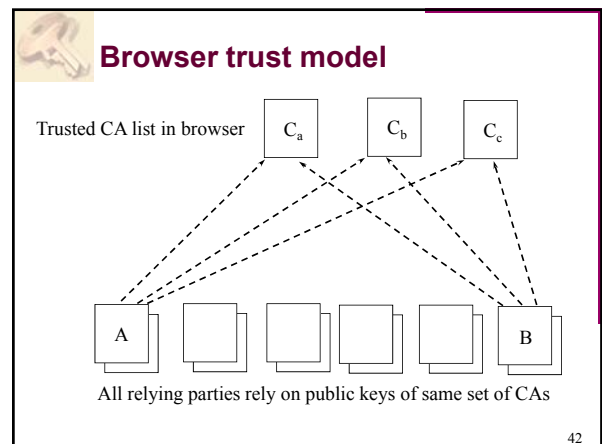 Browser trust model
Trusted CA list in browser
Ca
Cb
Cc
A
B
All relying parties rely on public keys of same set of CAs
42